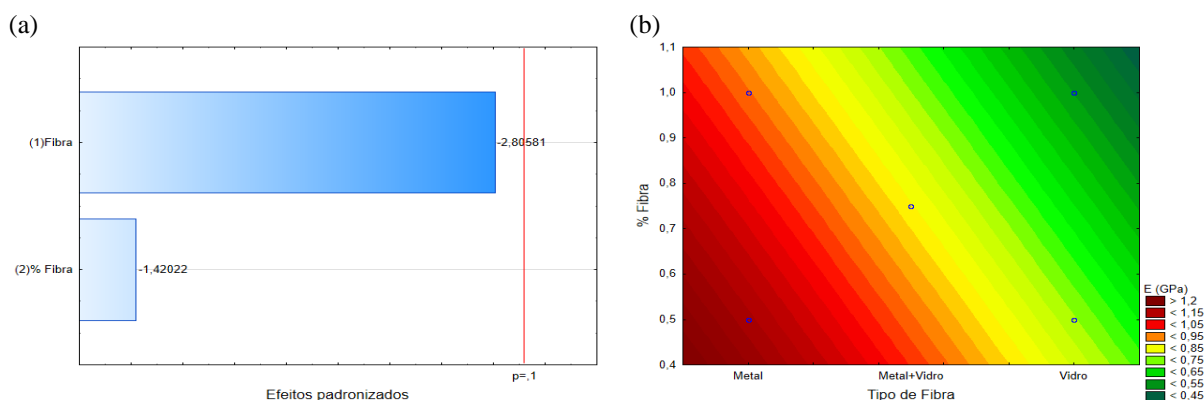 (a)
(1)Fibra
-2,80581
(2)% Fibra
-1,42022
p=,1
Efeitos padronizados
(b)
1,1
1,0
0,9
0,8
0,7
0,6
0,5
0,4
% Fibra
Metal
Metal+Vidro
Vidro
Tipo de Fibra
E (GPa)
> 1,2
< 1,15
< 1,05
< 0,95
< 0,85
< 0,75
< 0,65
< 0,55
< 0,45